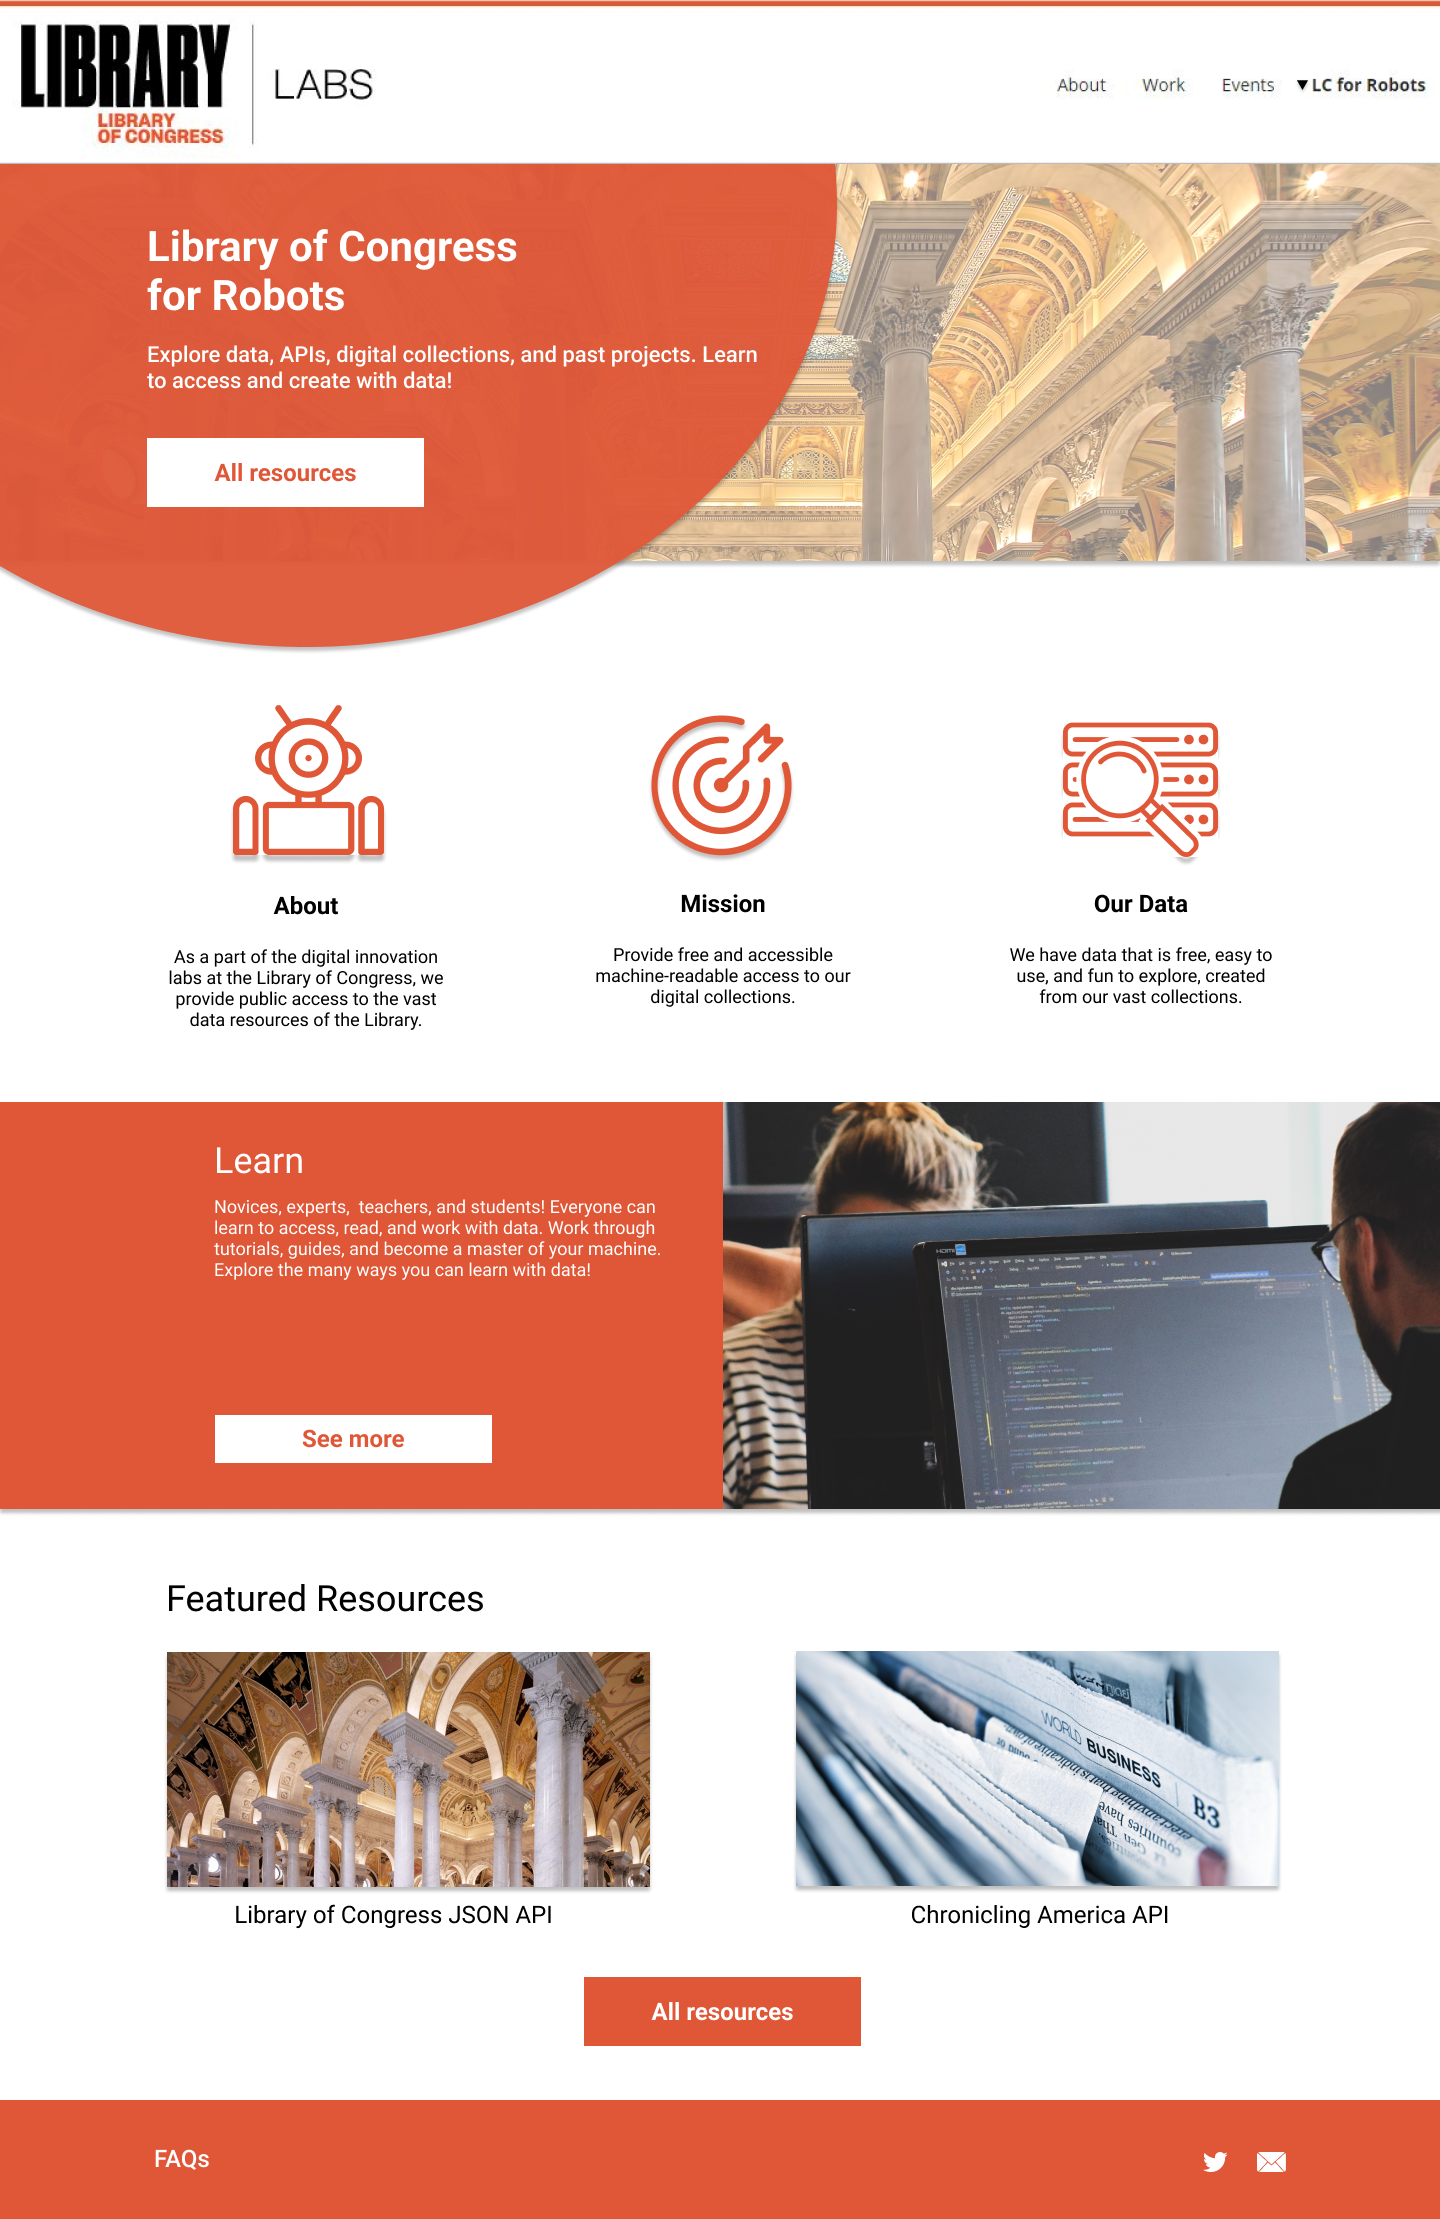 LIBRARY
LIBRARY
OF CONGRESS
LABS
About Work Events ▼ LC for Robots
Library of Congress
for Robots
Explore data, APIs, digital collections, and past projects. Learn
to access and create with data!
All resources
About
As a part of the digital innovation
labs at the Library of Congress, we
provide public access to the vast
data resources of the Library.
Mission
Provide free and accessible
machine-readable access to our
digital collections.
Our Data
We have data that is free, easy to
use, and fun to explore, created
from our vast collections.
Learn
Novices, experts,  teachers, and students! Everyone can
learn to access, read, and work with data. Work through
tutorials, guides, and become a master of your machine.
Explore the many ways you can learn with data!
See more
Featured Resources
WORLD BUSINESS
B3
Library of Congress JSON API
Chronicling America API
All resources
FAQs